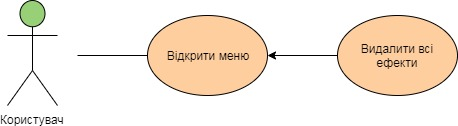 Відкрити меню
Видалити всі
ефекти
Користувач